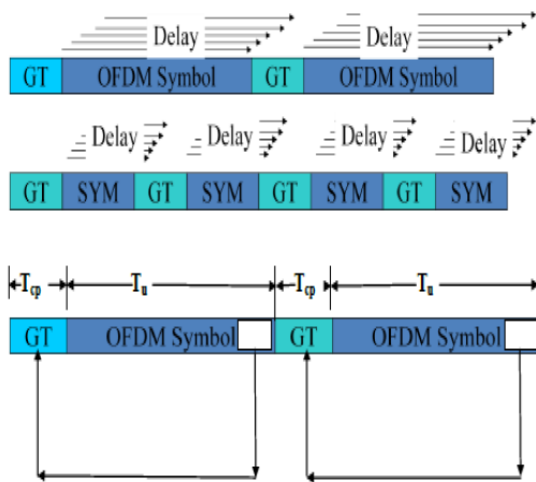 Delay Delay
GT OFDM Symbol GT OFDM Symbol
Delay Delay Delay Delay
GT SYM GT SYM GT SYM GT SYM
Tcp Tu Tcp Tu
GT OFDM Symbol GT OFDM Symbol